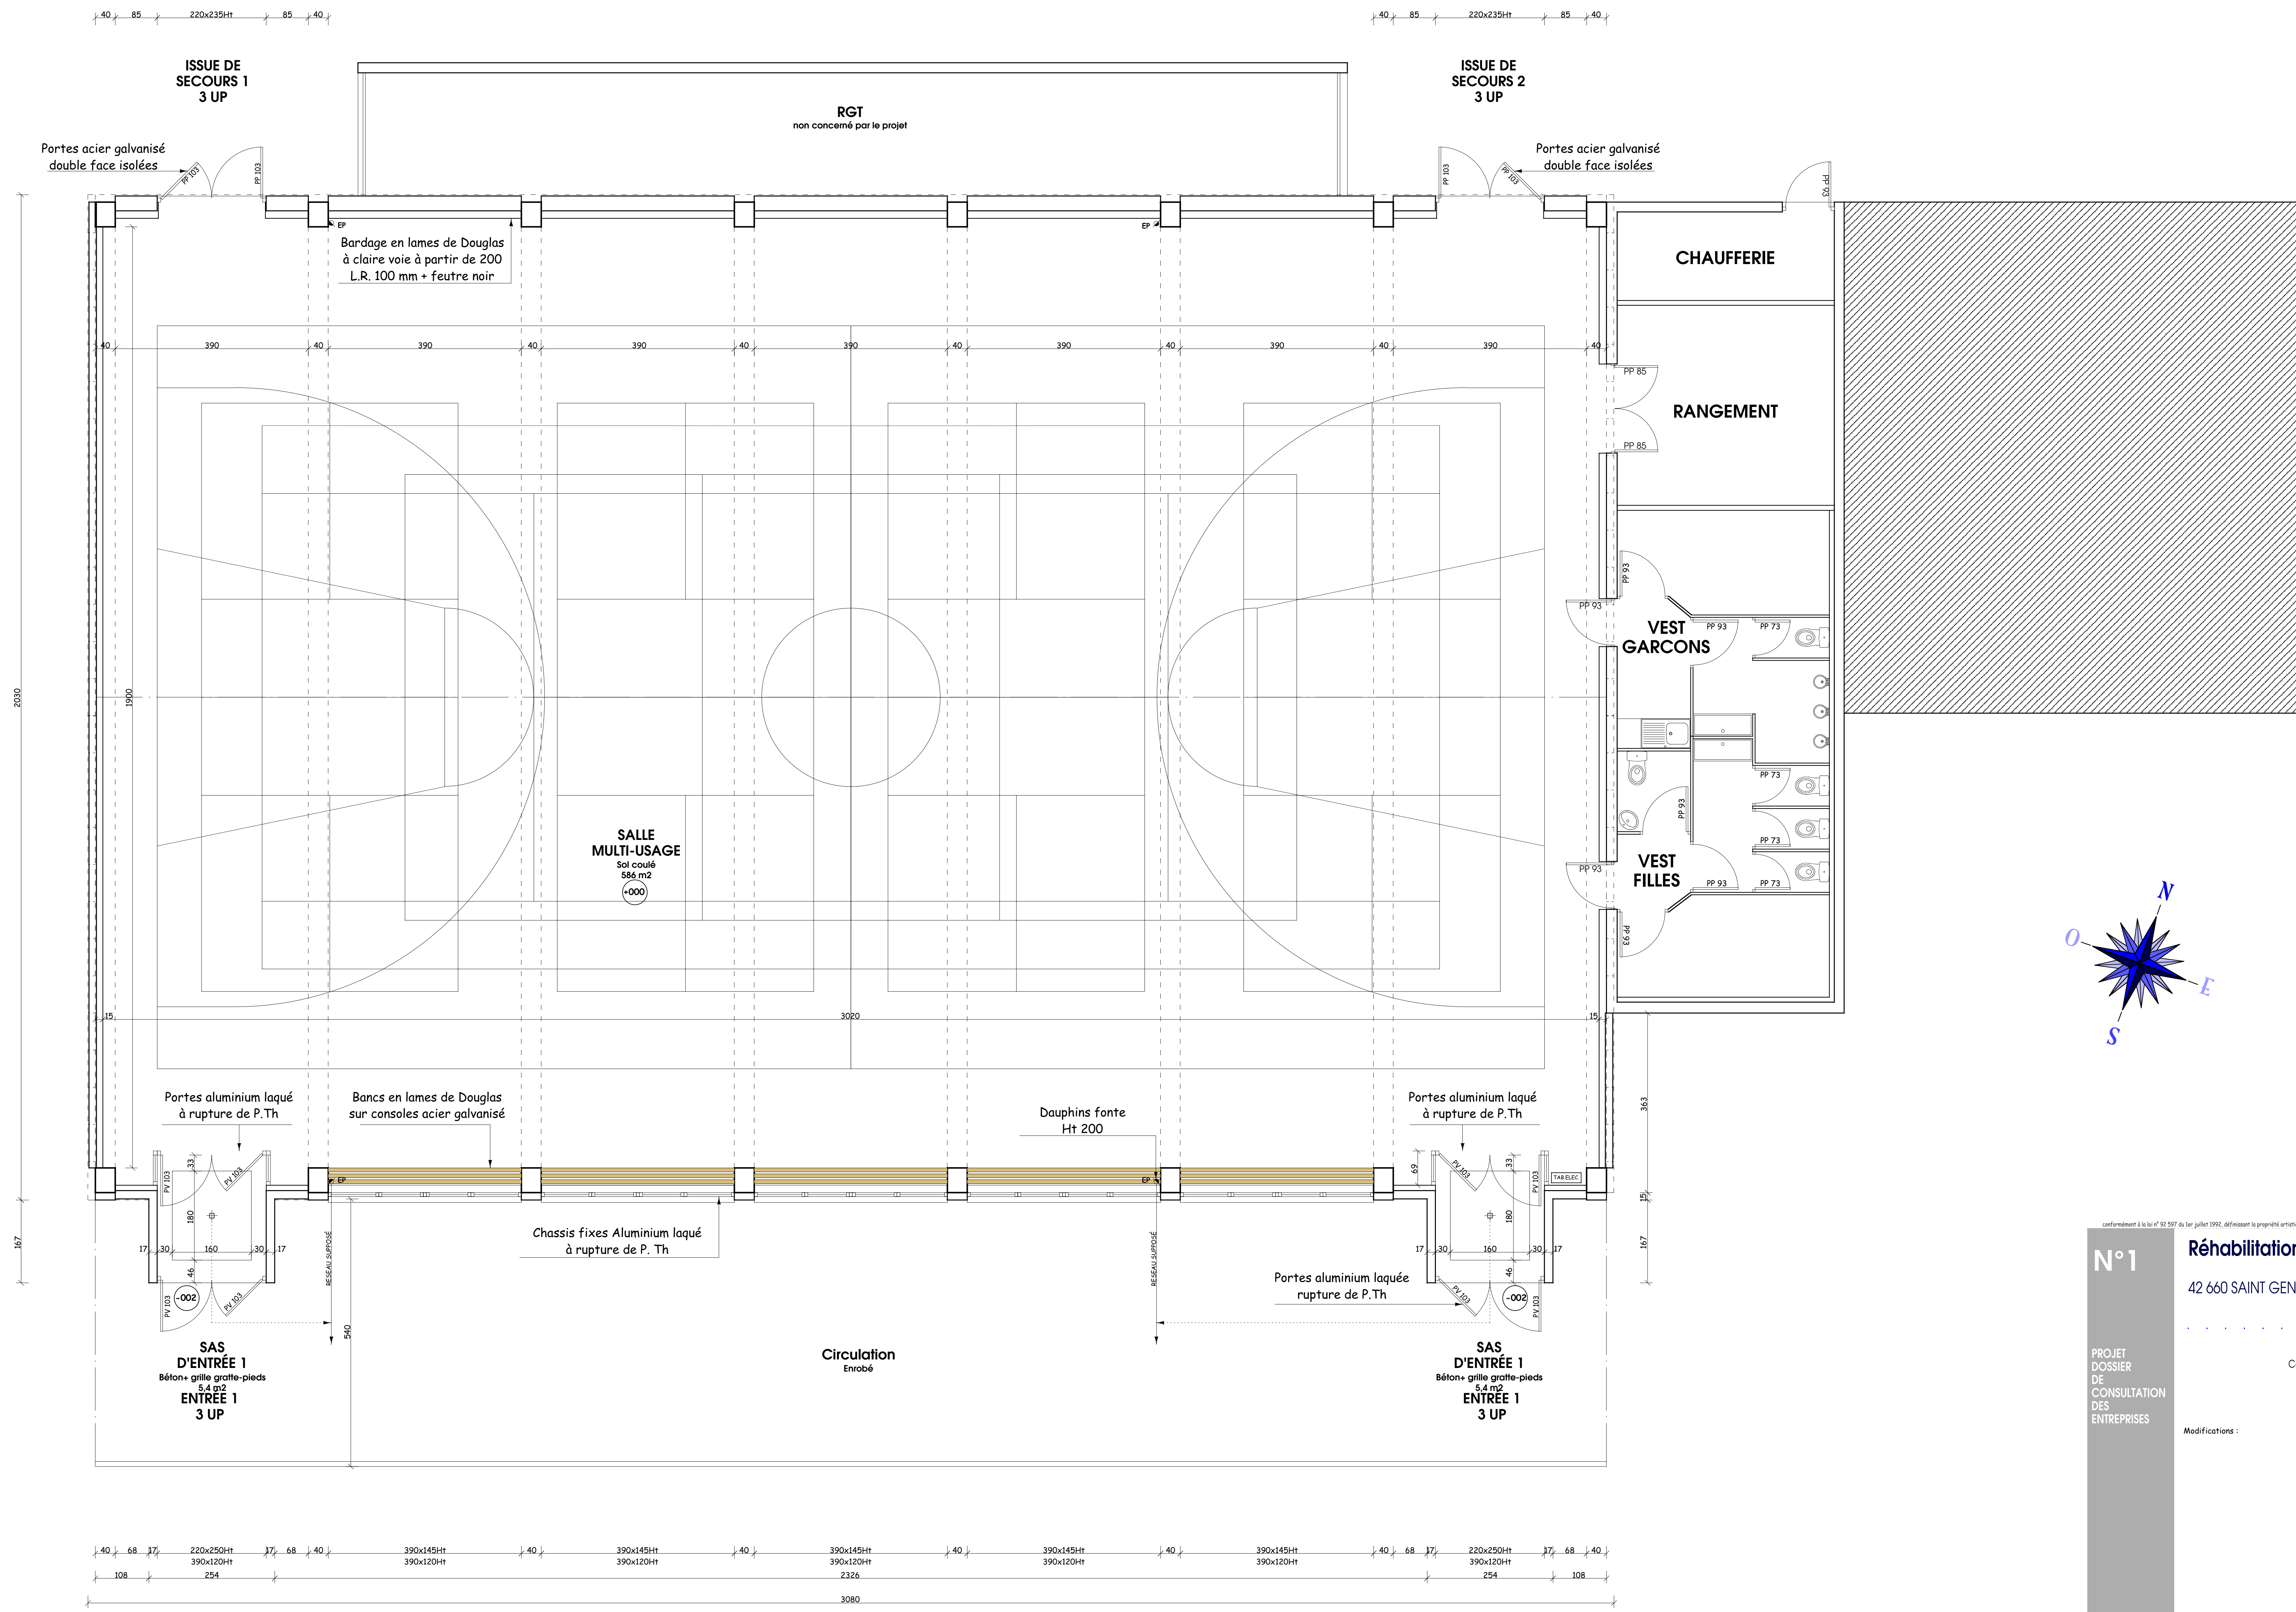 40 85 220x235Ht 85 40
40 85 220x235Ht 85 40
ISSUE DE
SECOURS 1
3 UP
ISSUE DE
SECOURS 2
3 UP
RGT
non concerné par le projet
Portes acier galvanisé
double face isolées
PP 103
PP 103
PP 103
PP 103
Portes acier galvanisé
double face isolées
PP 93
EP
EP
Bardage en lames de Douglas
à claire voie à partir de 200
L.R. 100 mm + feutre noir
CHAUFFERIE
40 390 40 390 40 390 40 390 40 390 40 390 40 390 40
PP 85
RANGEMENT
PP 85
PP 93
PP 93
VEST
GARCONS
PP 93
PP 73
2030
1900
PP 73
PP 93
SALLE
MULTI-USAGE
Sol coulé
586 m2
+000
PP 73
VEST
FILLES
PP 93
PP 93
PP 73
PP 93
N
O
E
S
15 3020 15
363
Portes aluminium laqué
à rupture de P.Th
Bancs en lames de Douglas
sur consoles acier galvanisé
Dauphins fonte
Ht 200
Portes aluminium laqué
à rupture de P.Th
33
PV 103
PV 103
EP
EP
69
33
PV 103
PV 103
TAB.ELEC.
15
180
180
167
167
17 30 160 30 17
17 30 160 30 17
46
46
RESEAU SUPPOSÉ
RESEAU SUPPOSÉ
Chassis fixes Aluminium laqué
à rupture de P. Th
Portes aluminium laquée
rupture de P.Th
PV 103
-002
PV 103
PV 103
-002
PV 103
540
SAS
D'ENTRÉE 1
Béton+ grille gratte-pieds
5,4 m2
ENTRÉE 1
3 UP
Circulation
Enrobé
SAS
D'ENTRÉE 1
Béton+ grille gratte-pieds
5,4 m2
ENTRÉE 1
3 UP
conformément à la loi n° 92 597 du 1er juillet 1992, définissant la propriété artisti
N°1
Réhabilitation
42 660 SAINT GEN
PROJET
DOSSIER
DE
CONSULTATION
DES
ENTREPRISES
Modifications :
40 68 17 220x250Ht 17 68 40 390x145Ht 40 390x145Ht 40 390x145Ht 40 390x145Ht 40 390x145Ht 40 68 17 220x250Ht 17 68 40
390x120Ht 390x120Ht 390x120Ht 390x120Ht 390x120Ht 390x120Ht 390x120Ht
108 254 2326 254 108
3080